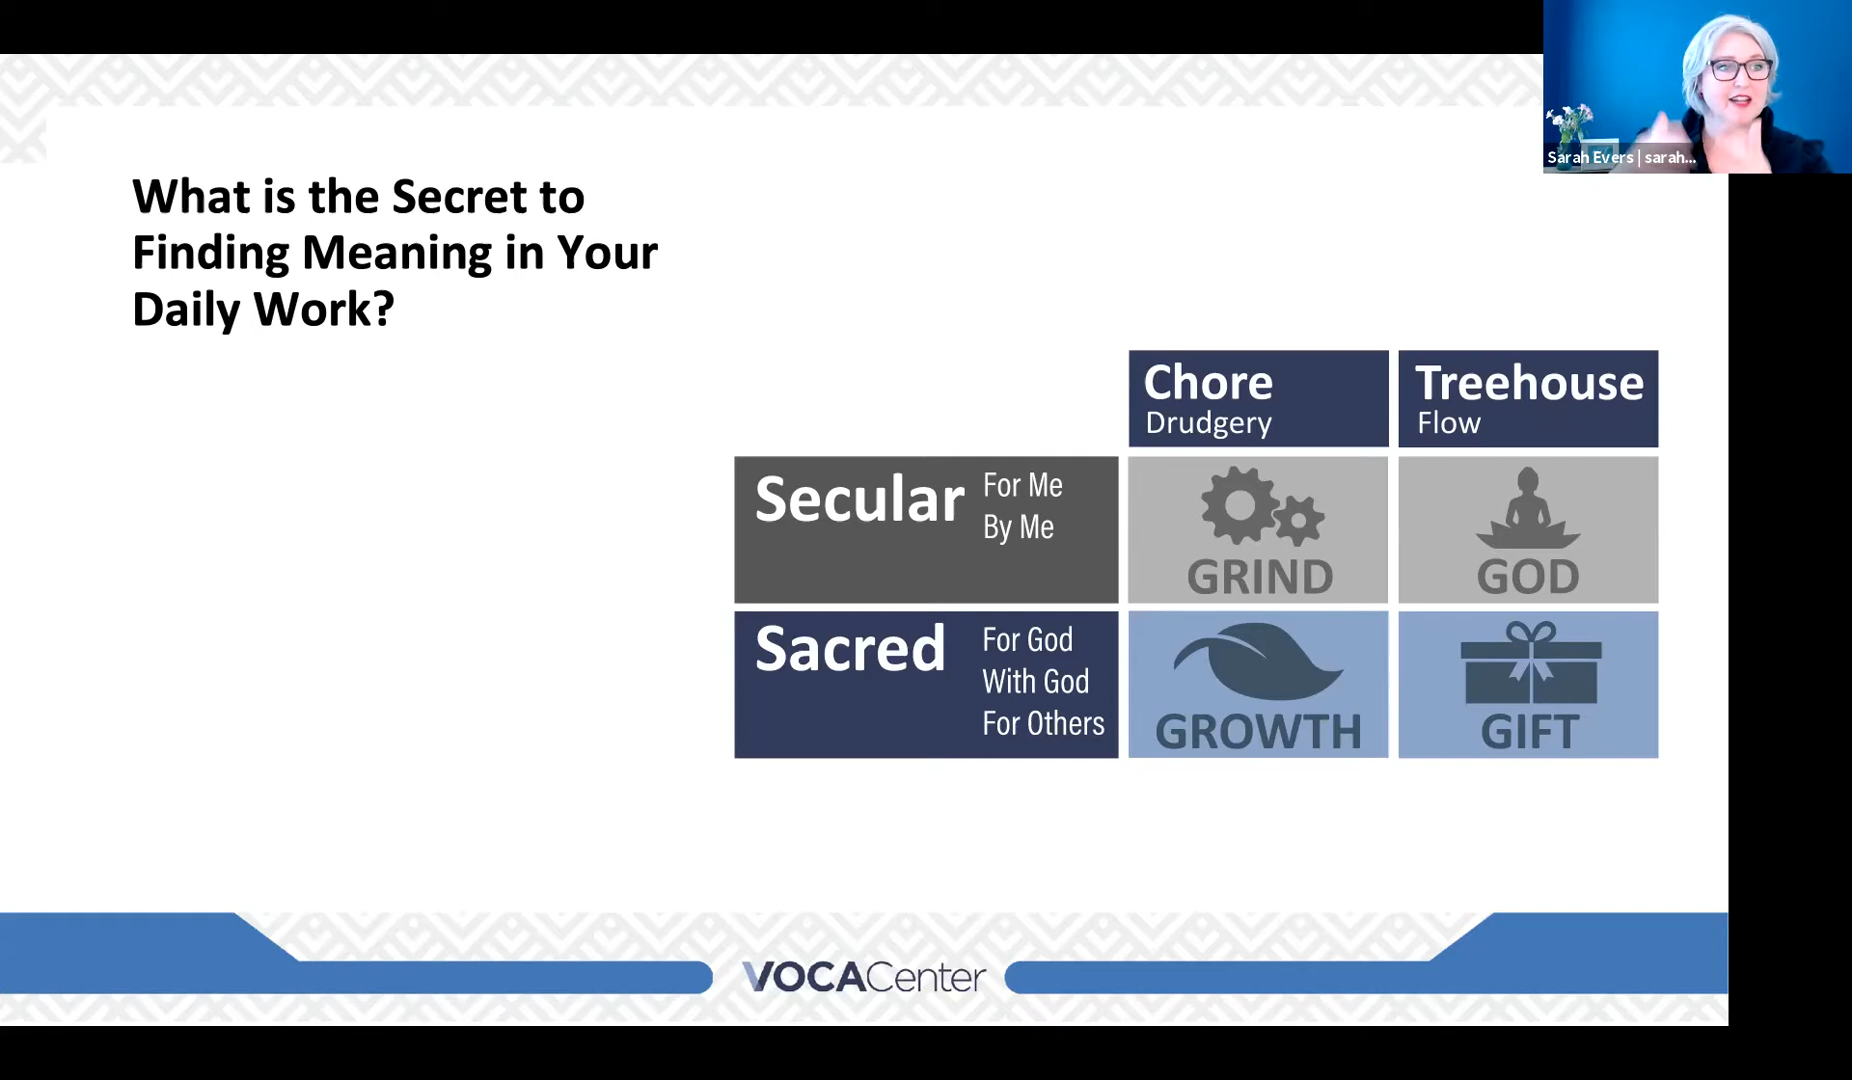 Sarah Evers | sarah...
What is the Secret to
Finding Meaning in Your
Daily Work?
Chore
Drudgery
Treehouse
Flow
Secular
For Me
By Me
GRIND
GOD
Sacred
For God
With God
For Others
GROWTH
GIFT
VOCACenter